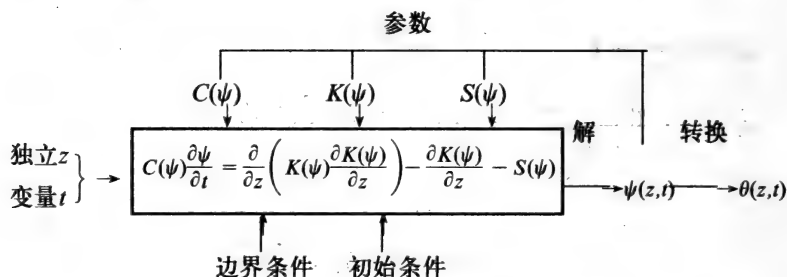 参数
C(ψ) K(ψ) S(ψ)
解 转换
独立z
变量t
C(ψ)∂ψ/∂t = ∂/∂z(K(ψ)∂K(ψ)/∂z) − ∂K(ψ)/∂z − S(ψ)
ψ(z,t) θ(z,t)
边界条件 初始条件